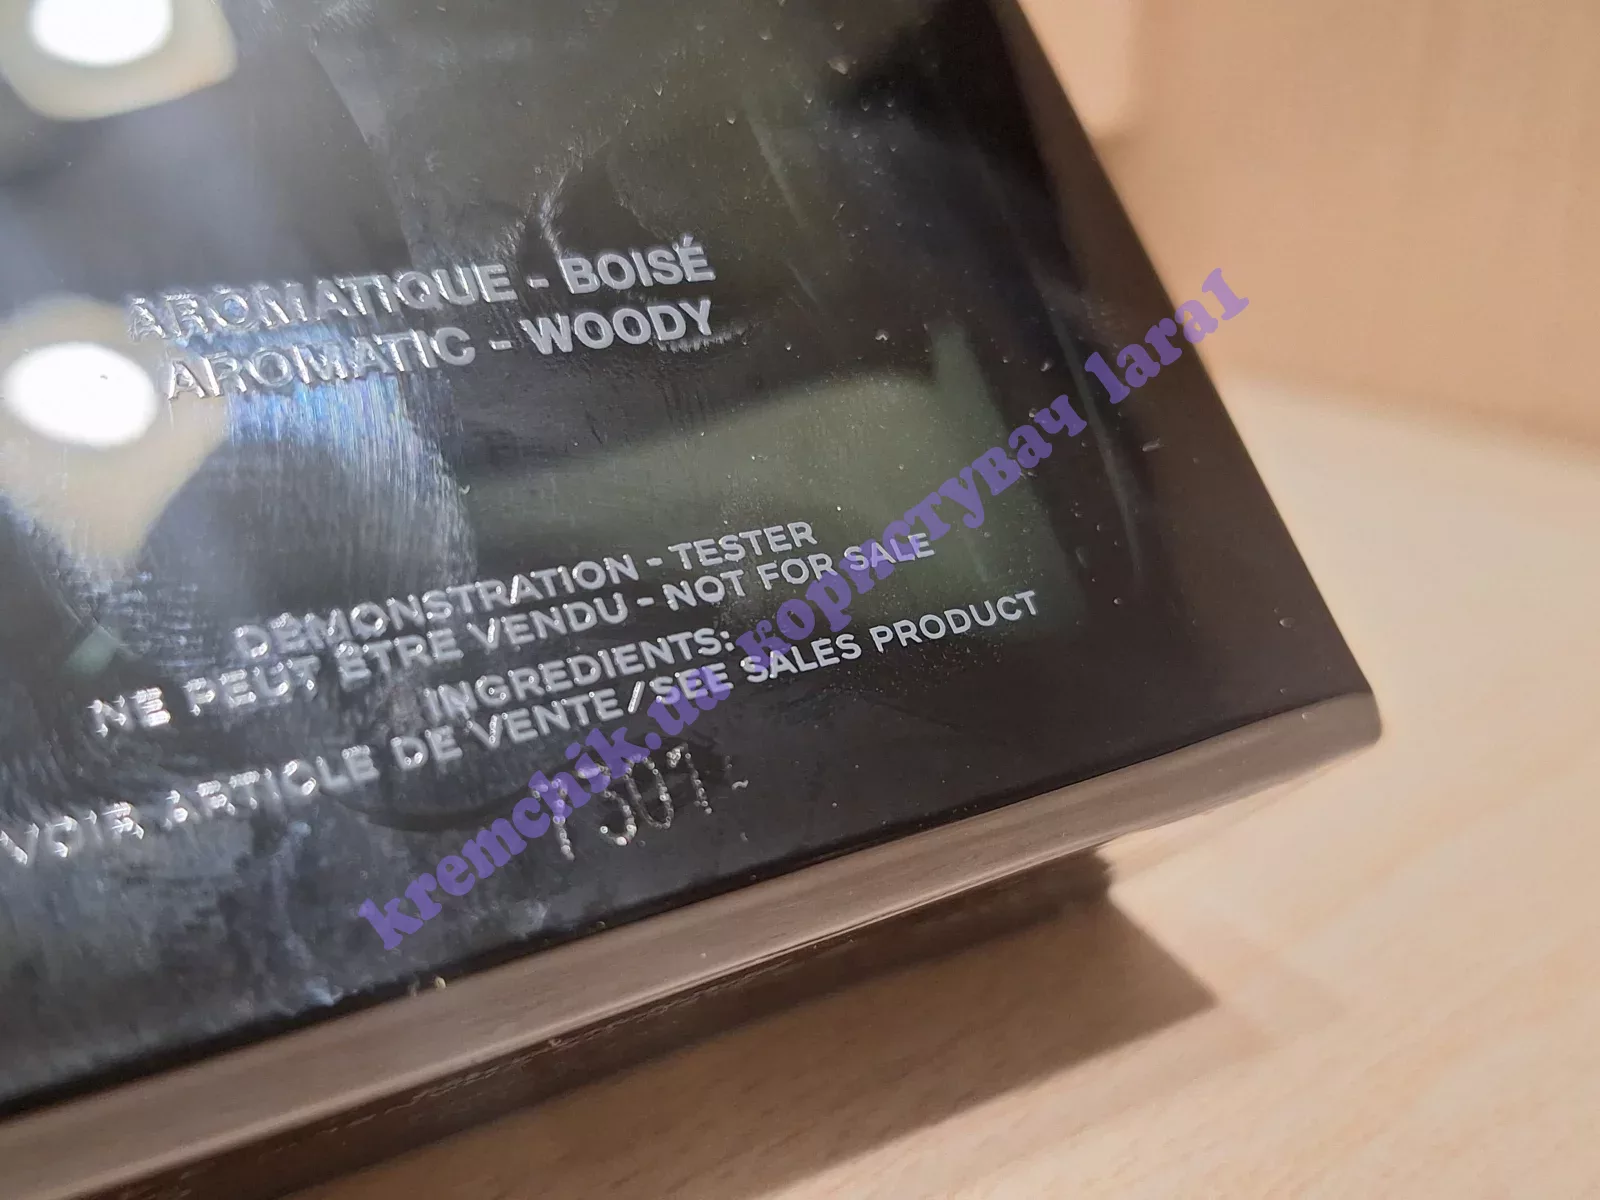 AROMATIQUE - BOISÉ
AROMATIC - WOODY
DÉMONSTRATION - TESTER
NE PEUT ÊTRE VENDU - NOT FOR SALE
INGREDIENTS:
VOIR ARTICLE DE VENTE / SEE SALES PRODUCT
7301
kremchik.ua користувач lara1